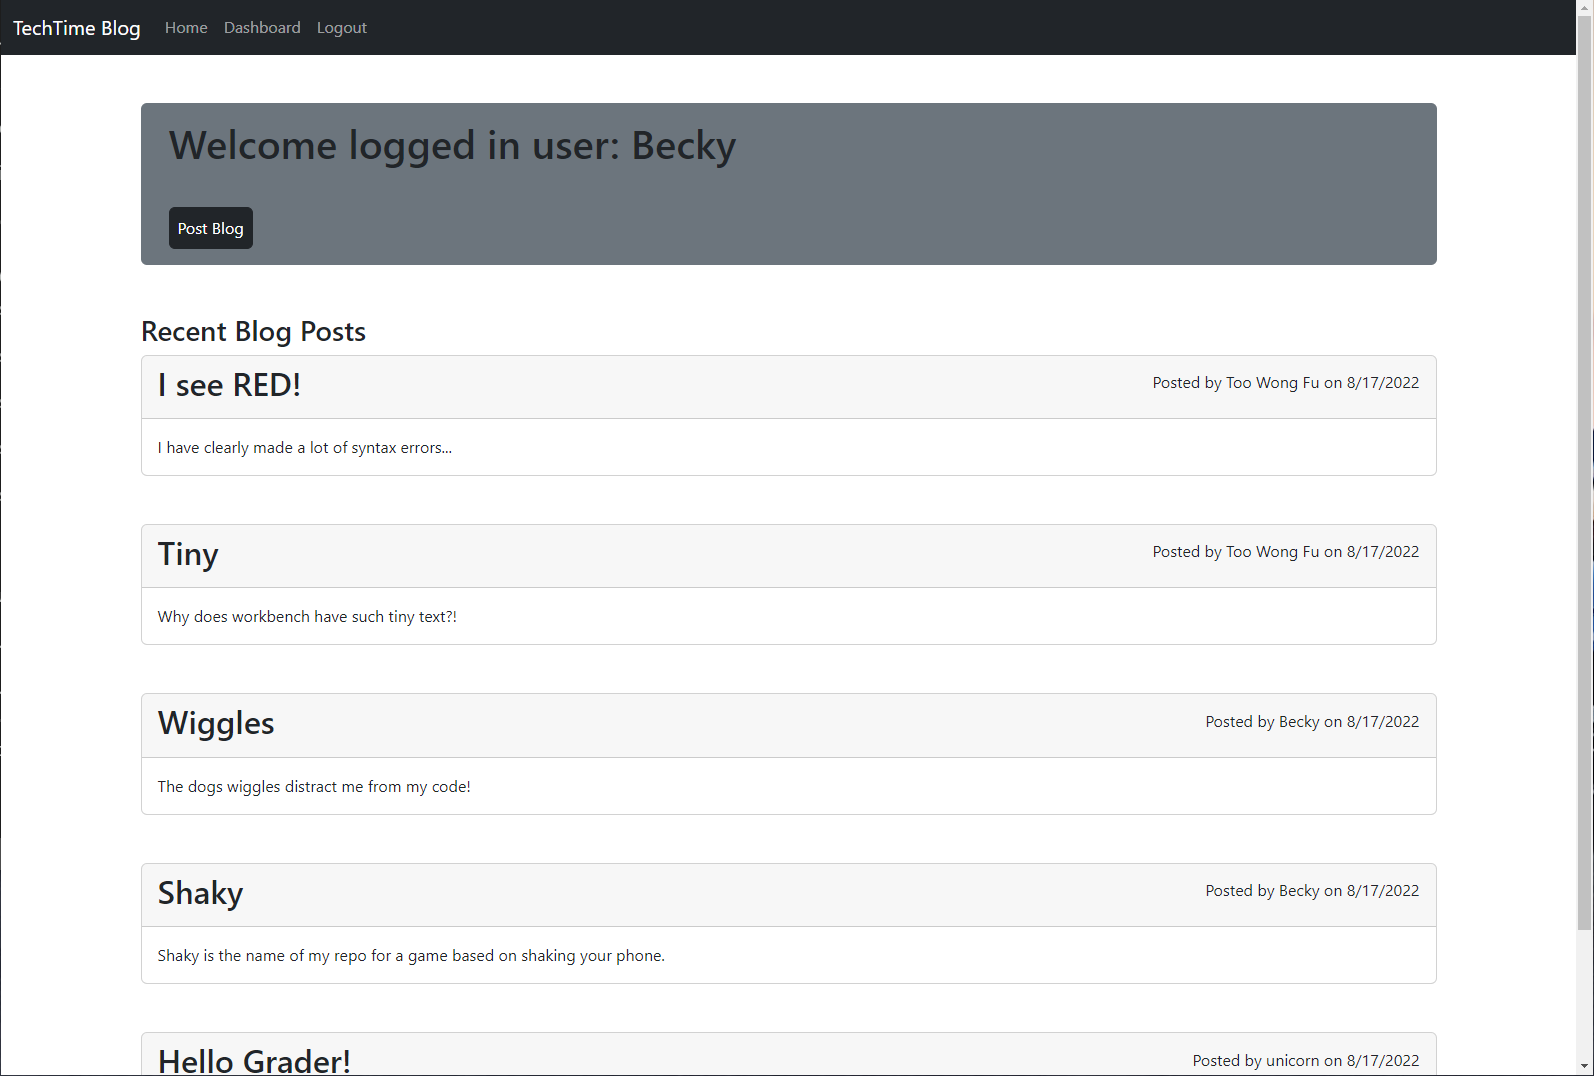 TechTime Blog Home Dashboard Logout
Welcome logged in user: Becky
Post Blog
Recent Blog Posts
I see RED!
Posted by Too Wong Fu on 8/17/2022
I have clearly made a lot of syntax errors...
Tiny
Posted by Too Wong Fu on 8/17/2022
Why does workbench have such tiny text?!
Wiggles
Posted by Becky on 8/17/2022
The dogs wiggles distract me from my code!
Shaky
Posted by Becky on 8/17/2022
Shaky is the name of my repo for a game based on shaking your phone.
Hello Grader!
Posted by unicorn on 8/17/2022